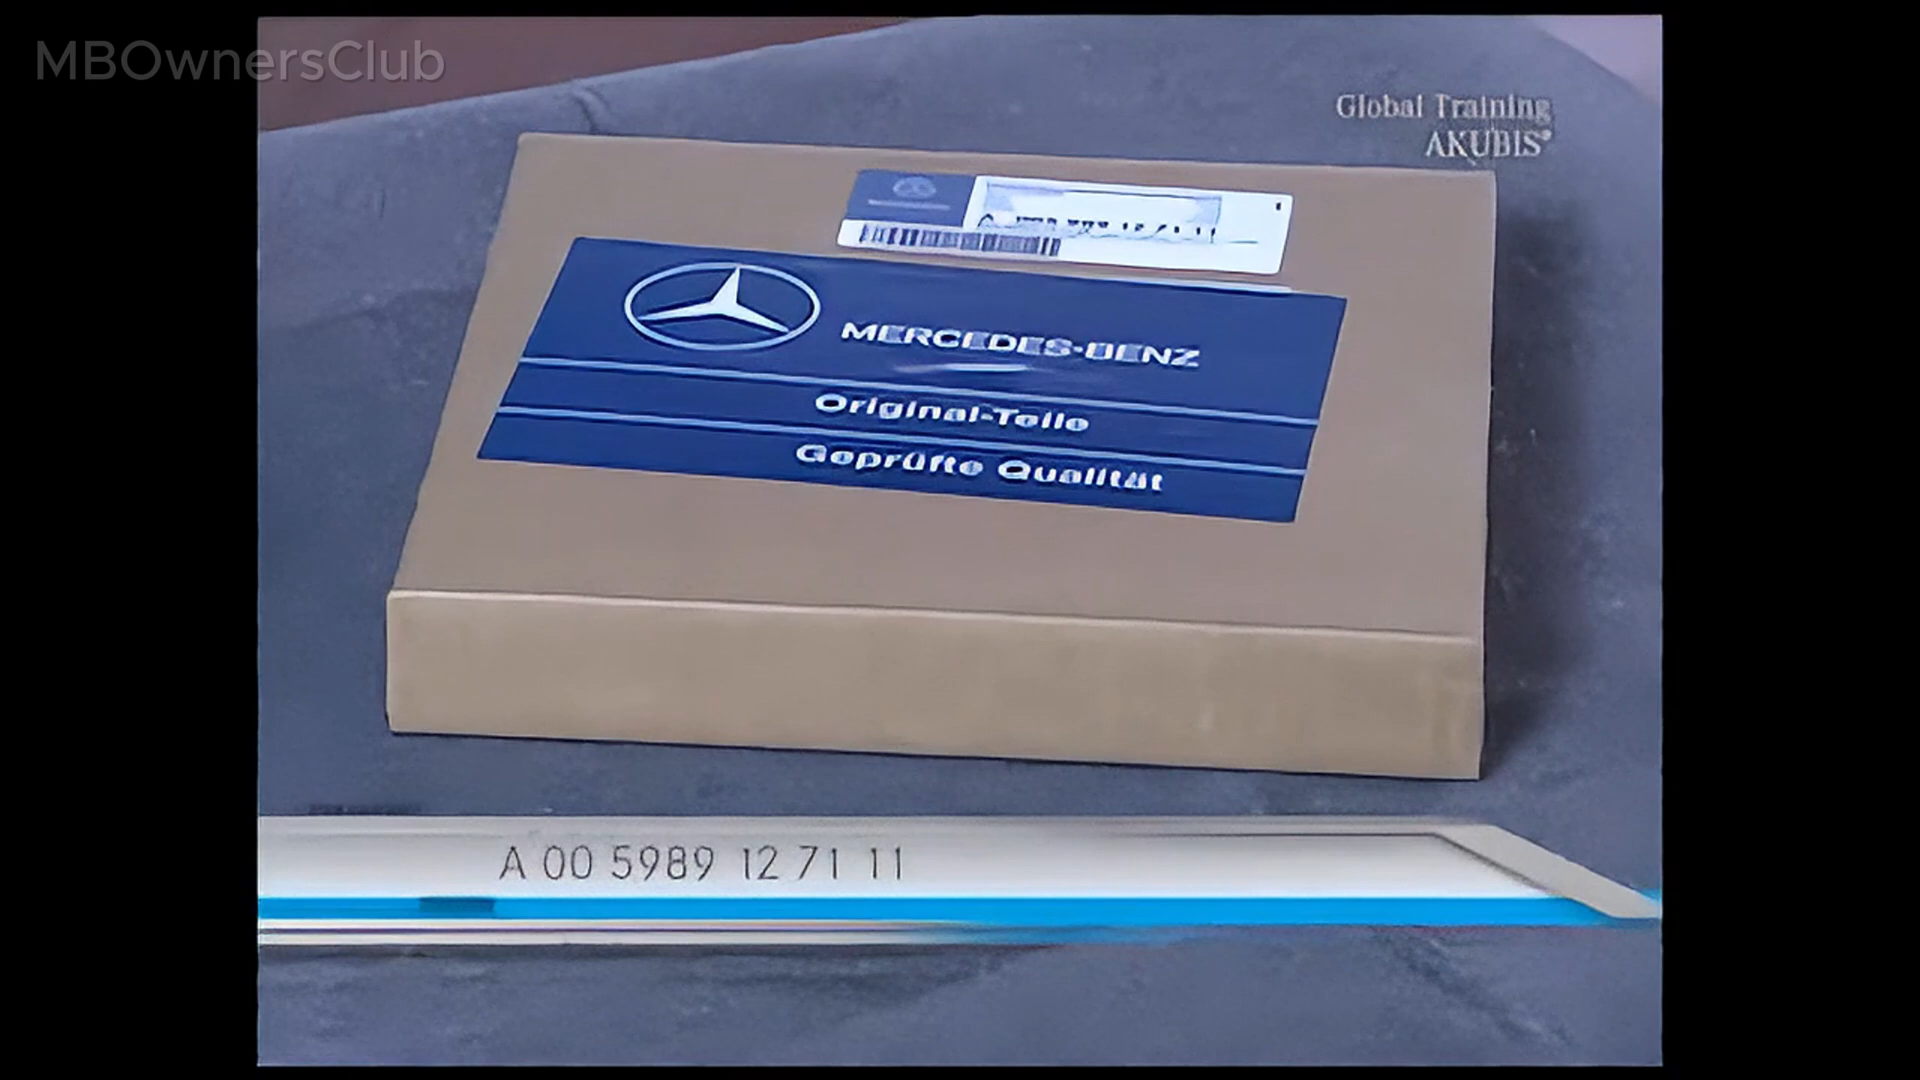 MBOwnersClub
Global Training
AKUBIS®
MERCEDES-BENZ
Original-Teile
Geprüfte Qualität
A 00 5989 12 71 11